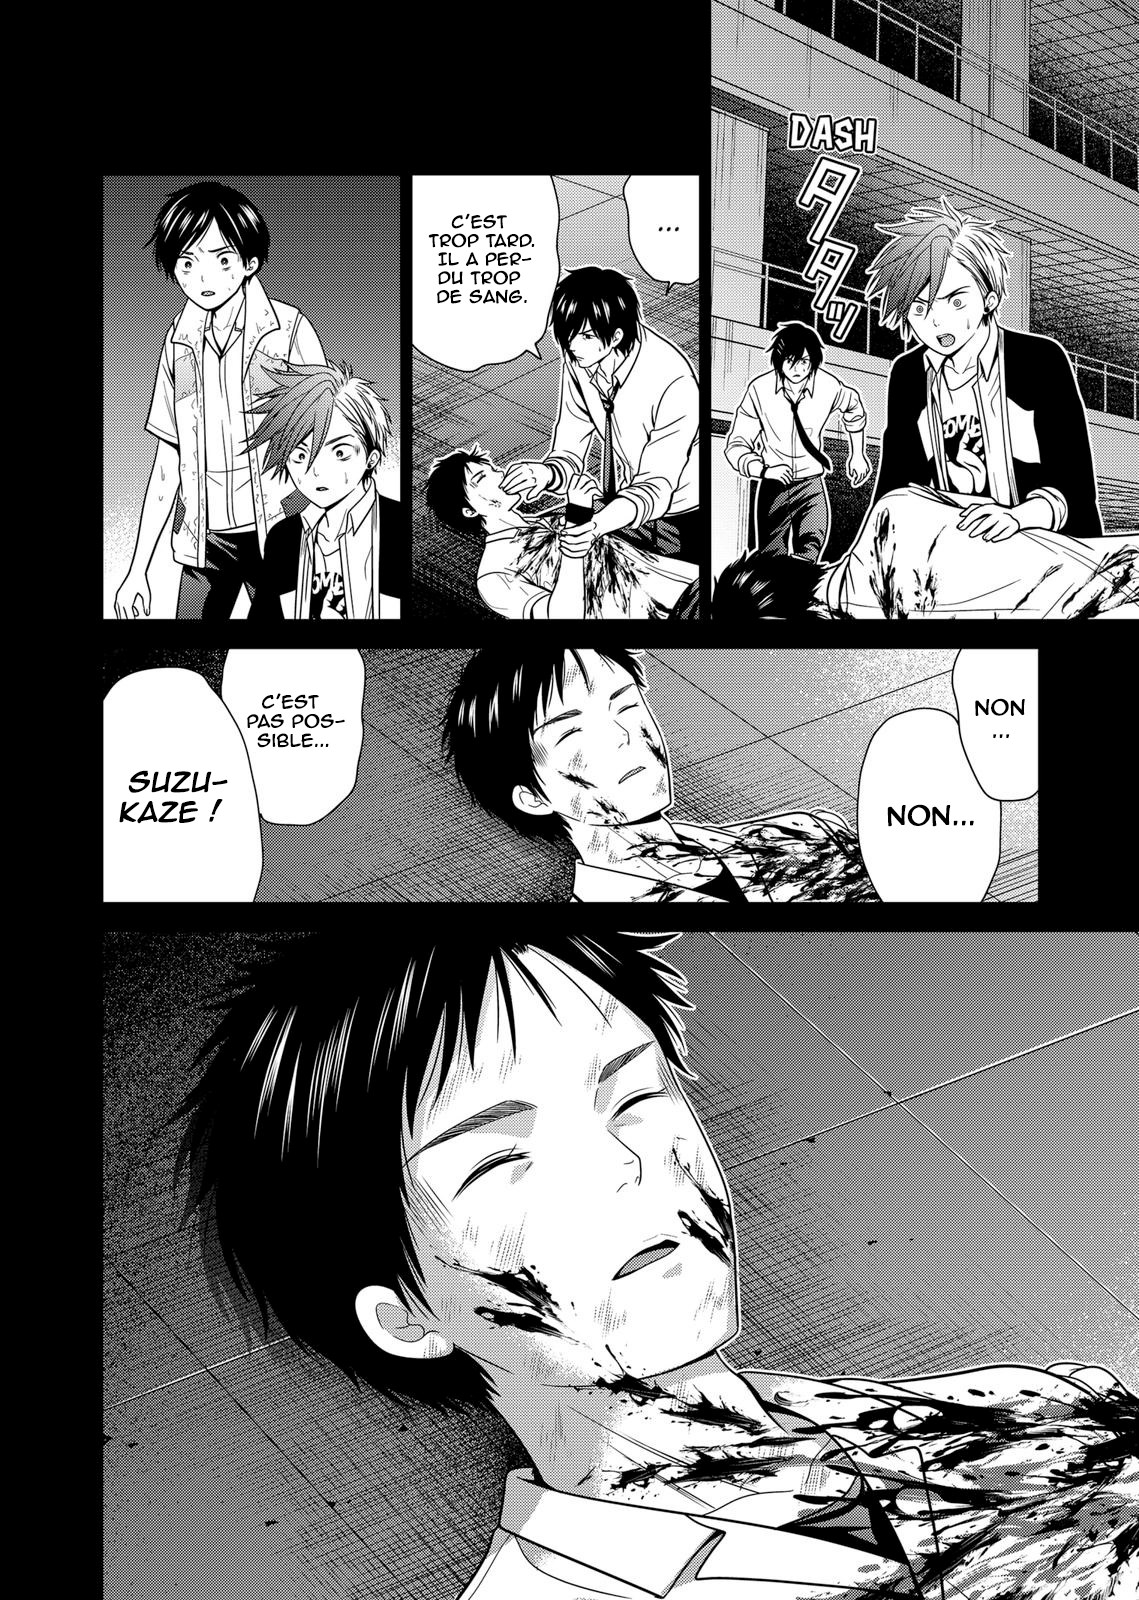 DASH
タタタッ
...
C'EST
TROP TARD.
IL A PER-
DU TROP
DE SANG.
NON
...
NON...
C'EST
PAS POS-
SIBLE...
SUZU-
KAZE !